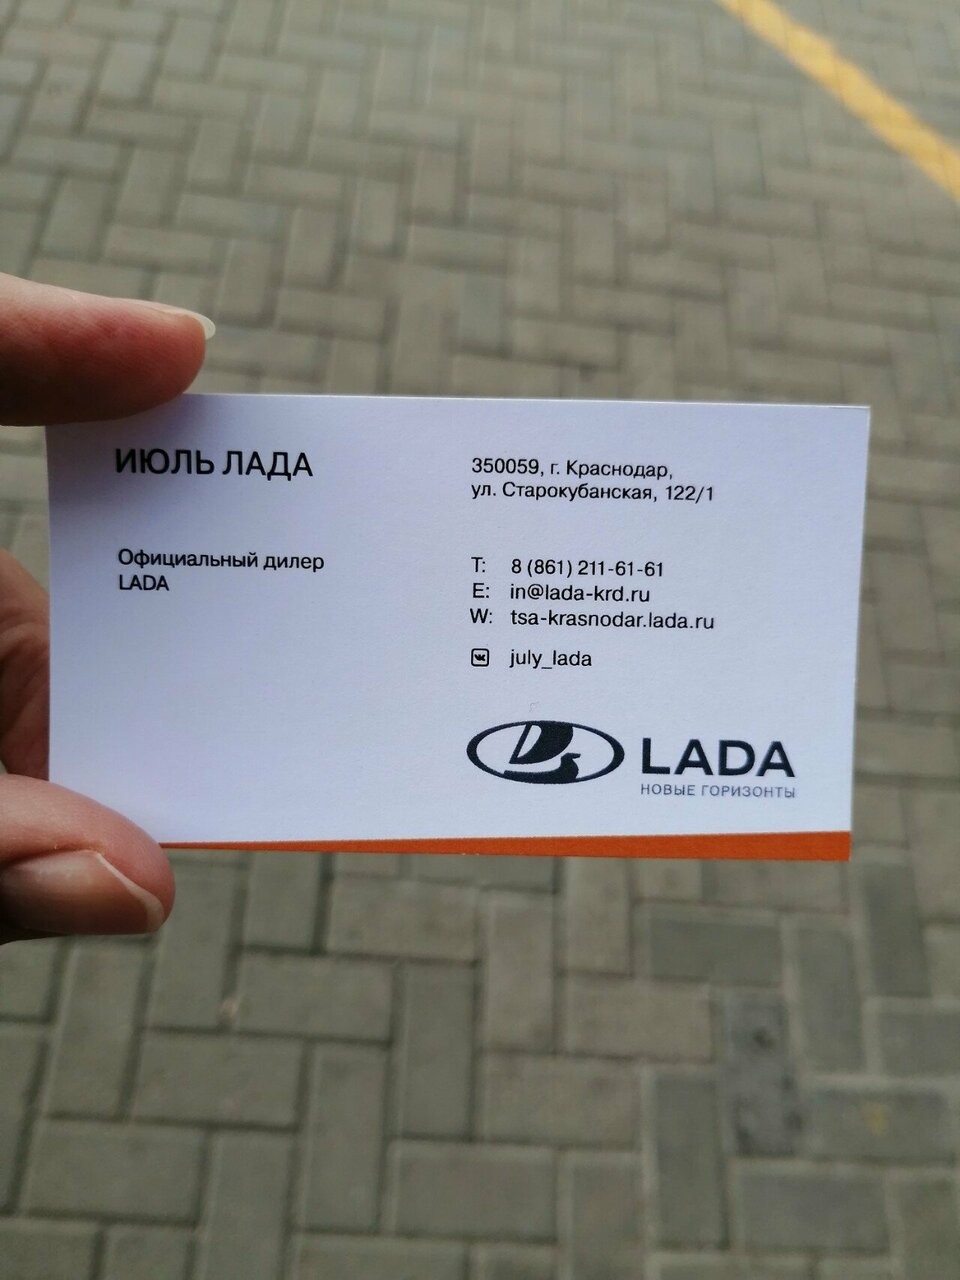 ИЮЛЬ ЛАДА
Официальный дилер
LADA
350059, г. Краснодар,
ул. Старокубанская, 122/1
T: 8 (861) 211-61-61
E: in@lada-krd.ru
W: tsa-krasnodar.lada.ru
july_lada
LADA
НОВЫЕ ГОРИЗОНТЫ